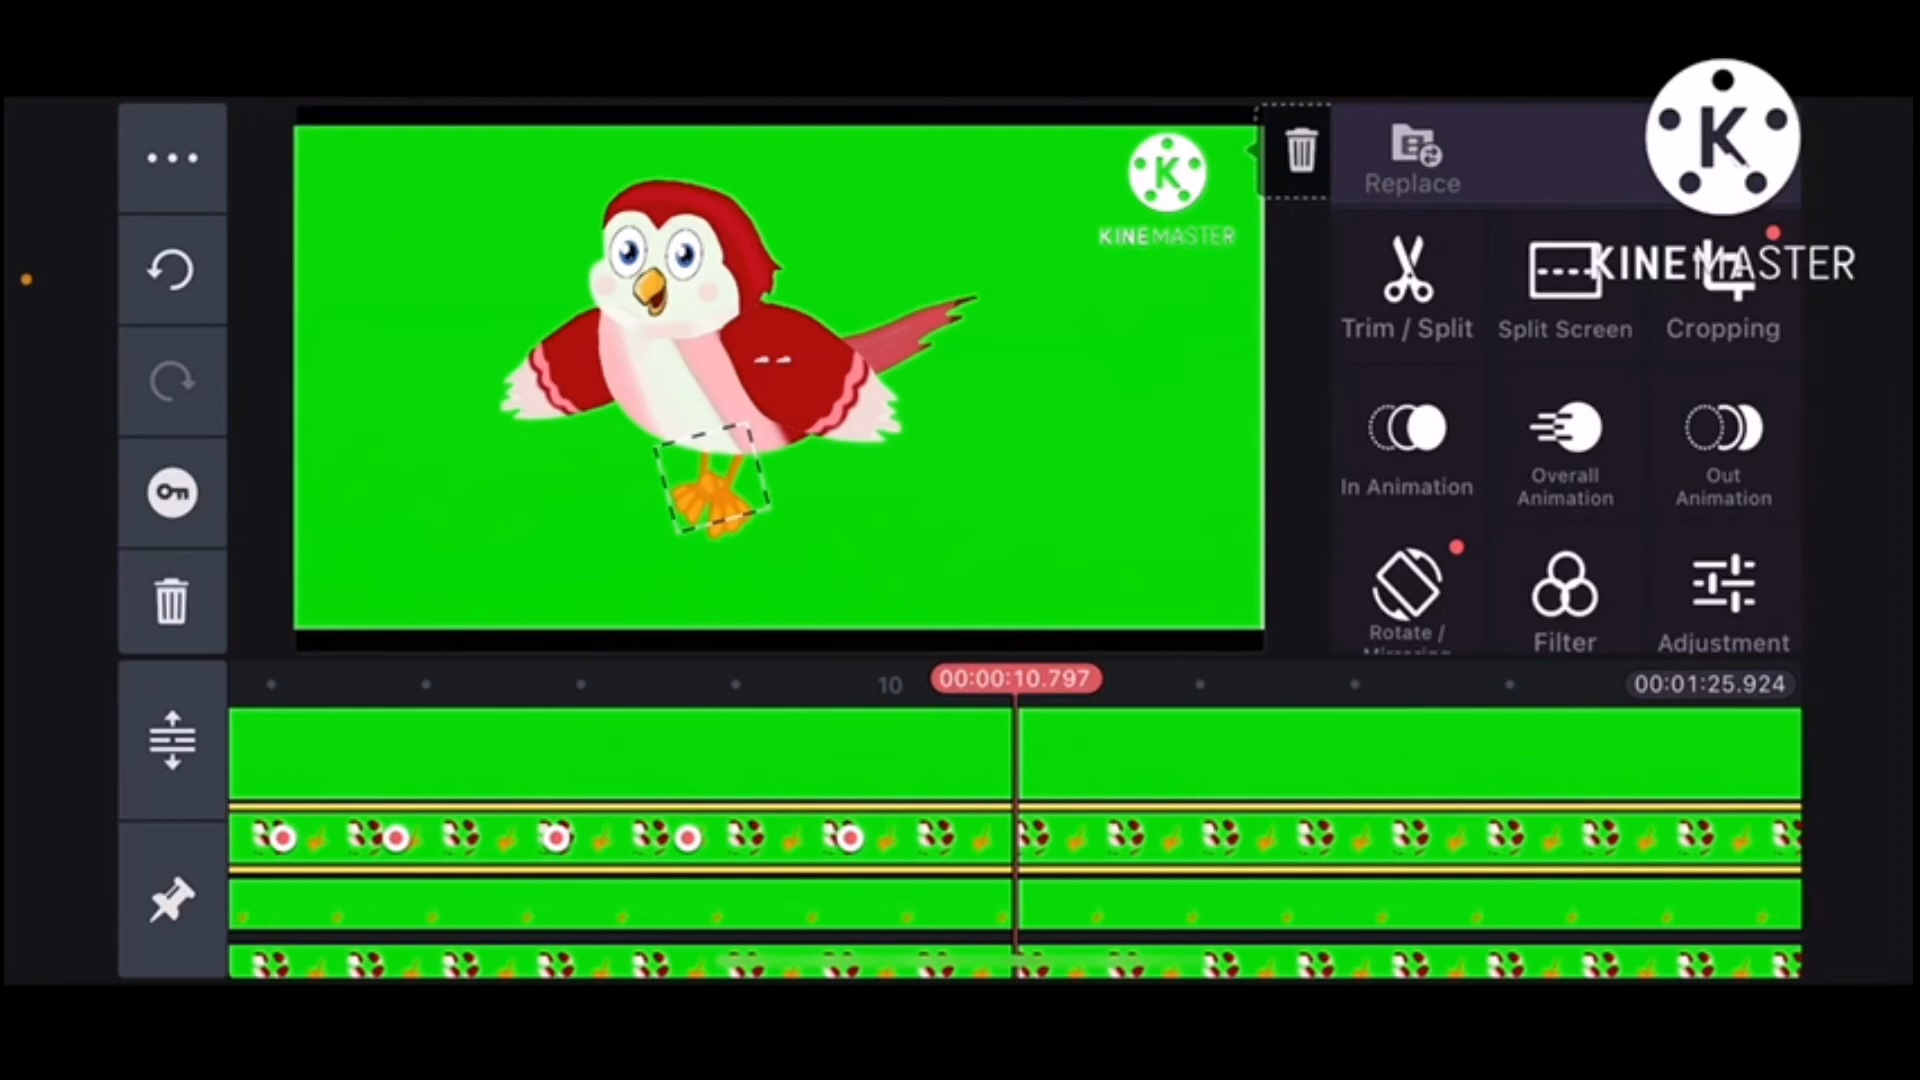 K
KINEMASTER
K
KINEMASTER
Replace
Trim / Split
Split Screen
Cropping
In Animation
Overall
Animation
Out
Animation
Rotate /
Mirroring
Filter
Adjustment
10
00:00:10.797
00:01:25.924